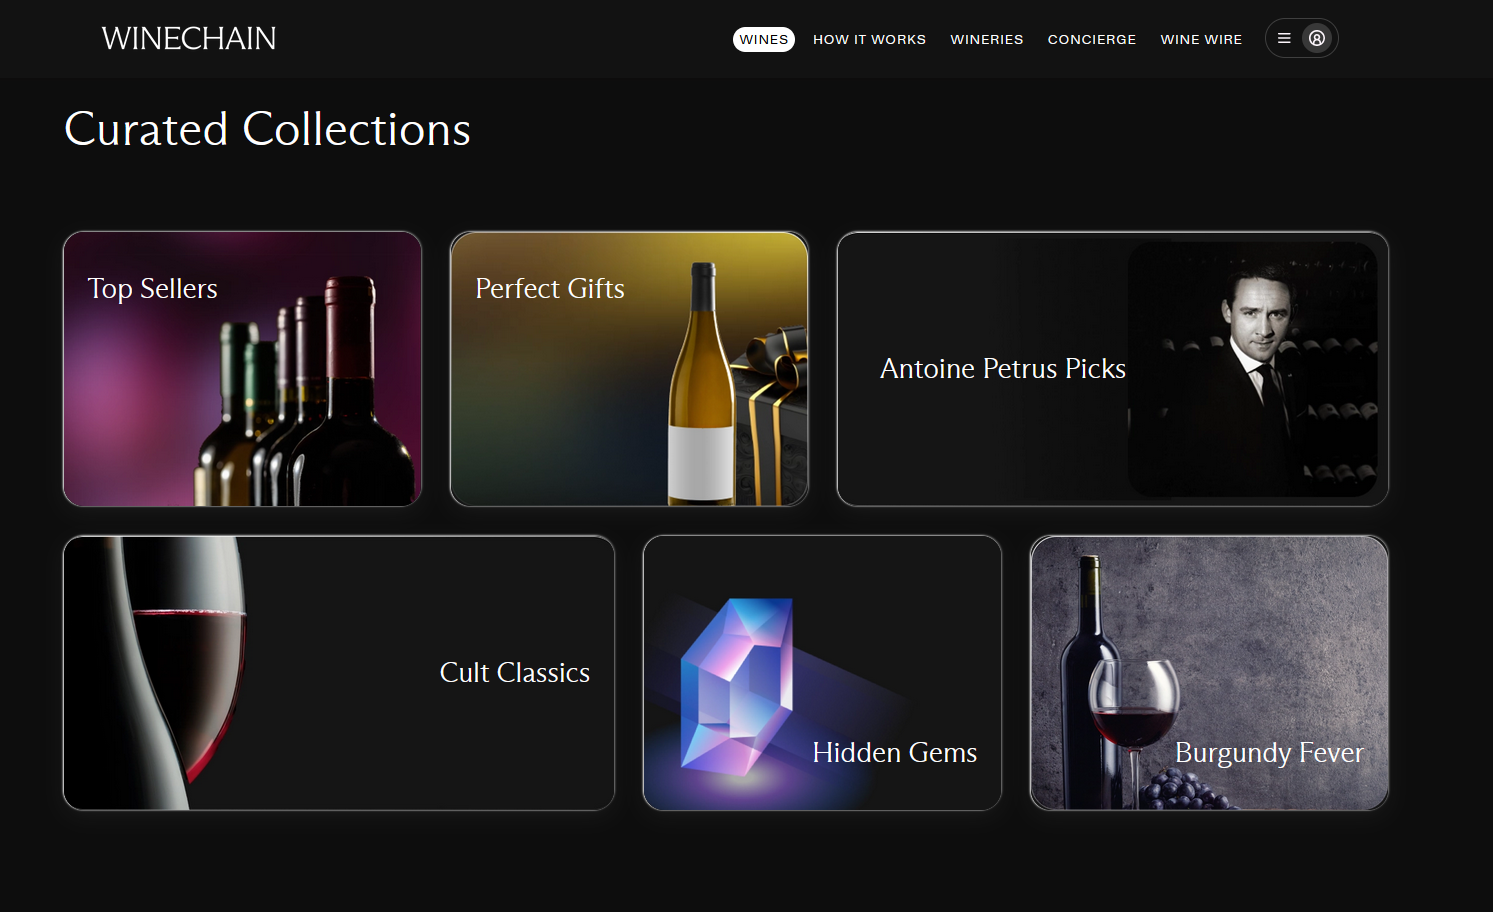 WINECHAIN
WINES
HOW IT WORKS
WINERIES
CONCIERGE
WINE WIRE
Curated Collections
Top Sellers
Perfect Gifts
Antoine Petrus Picks
Cult Classics
Hidden Gems
Burgundy Fever